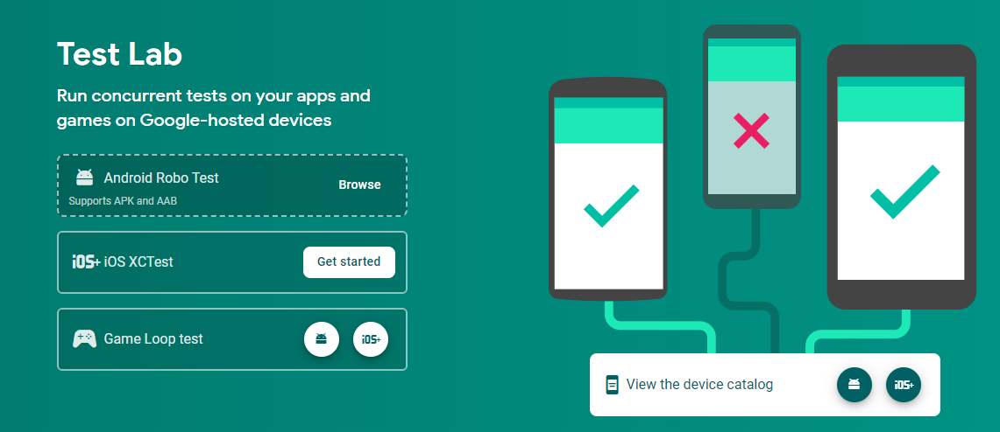 Test Lab
Run concurrent tests on your apps and
games on Google-hosted devices
Android Robo Test
Browse
Supports APK and AAB
iOS+ iOS XCTest
Get started
Game Loop test
iOS+
View the device catalog
iOS+